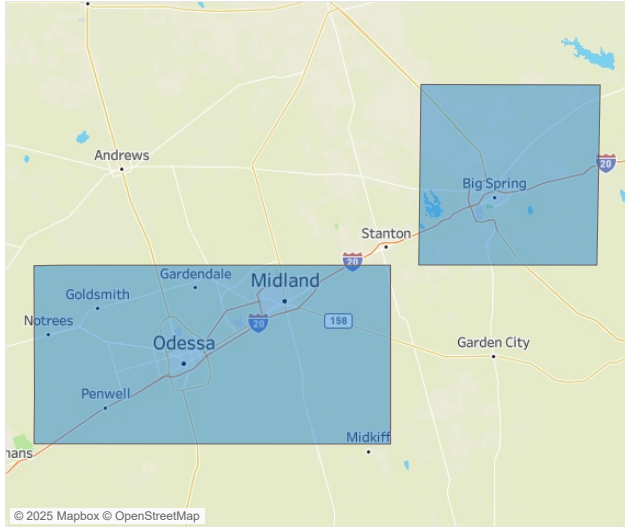 Andrews
20
Big Spring
Stanton
20
Gardendale
Midland
Goldsmith
Notrees
20
158
Odessa
Garden City
Penwell
Midkiff
hans
© 2025 Mapbox © OpenStreetMap